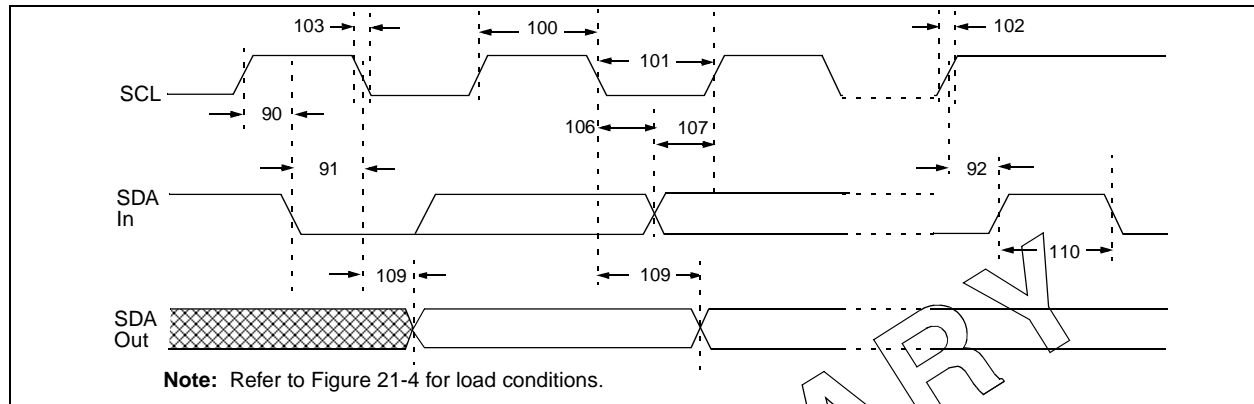 103
100
102
101
SCL
90
106
107
91
92
SDA
In
110
109
109
SDA
Out
Note: Refer to Figure 21-4 for load conditions.
ARY